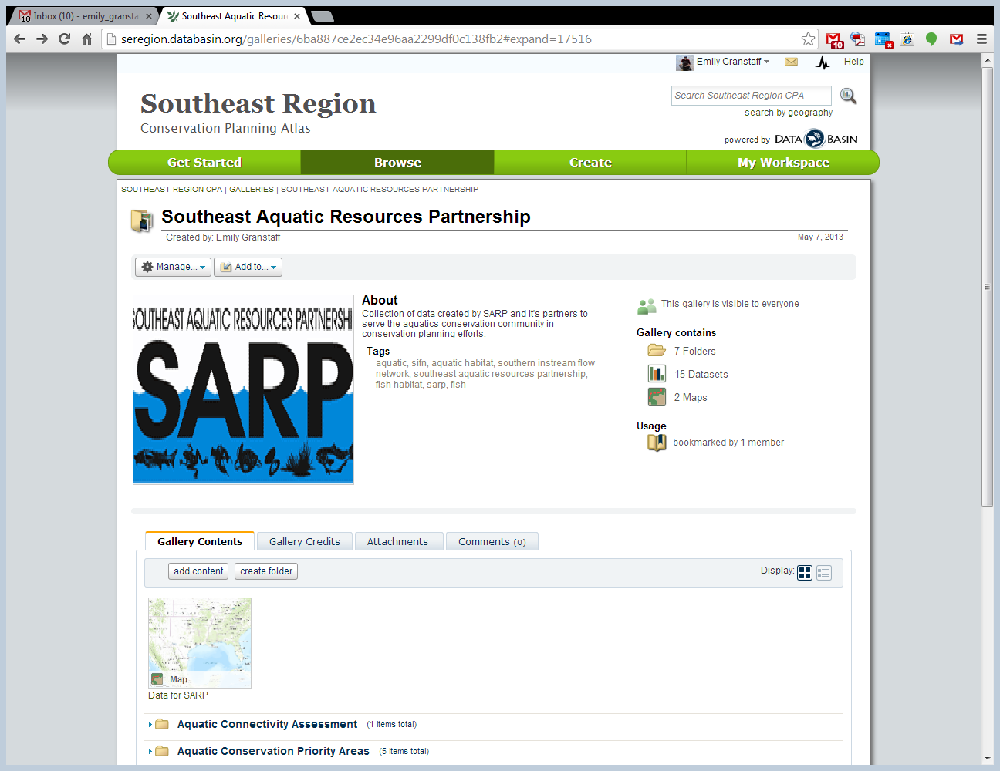 Inbox (10) - emily_gransta
Southeast Aquatic Resour
seregion.databasin.org/galleries/6ba887ce2ec34e96aa2299df0c138fb2#expand=17516
10
Emily Granstaff
Help
Southeast Region
Conservation Planning Atlas
Search Southeast Region CPA
search by geography
powered by DATA BASIN
Get Started
Browse
Create
My Workspace
SOUTHEAST REGION CPA | GALLERIES | SOUTHEAST AQUATIC RESOURCES PARTNERSHIP
Southeast Aquatic Resources Partnership
Created by: Emily Granstaff
May 7, 2013
Manage...
Add to...
SOUTHEAST AQUATIC RESOURCES PARTNERSHIP
SARP
About
Collection of data created by SARP and it's partners to
serve the aquatics conservation community in
conservation planning efforts.
Tags
aquatic, sifn, aquatic habitat, southern instream flow
network, southeast aquatic resources partnership,
fish habitat, sarp, fish
This gallery is visible to everyone
Gallery contains
7 Folders
15 Datasets
2 Maps
Usage
bookmarked by 1 member
Gallery Contents
Gallery Credits
Attachments
Comments (0)
add content
create folder
Display:
Map
Data for SARP
Aquatic Connectivity Assessment (1 items total)
Aquatic Conservation Priority Areas (5 items total)